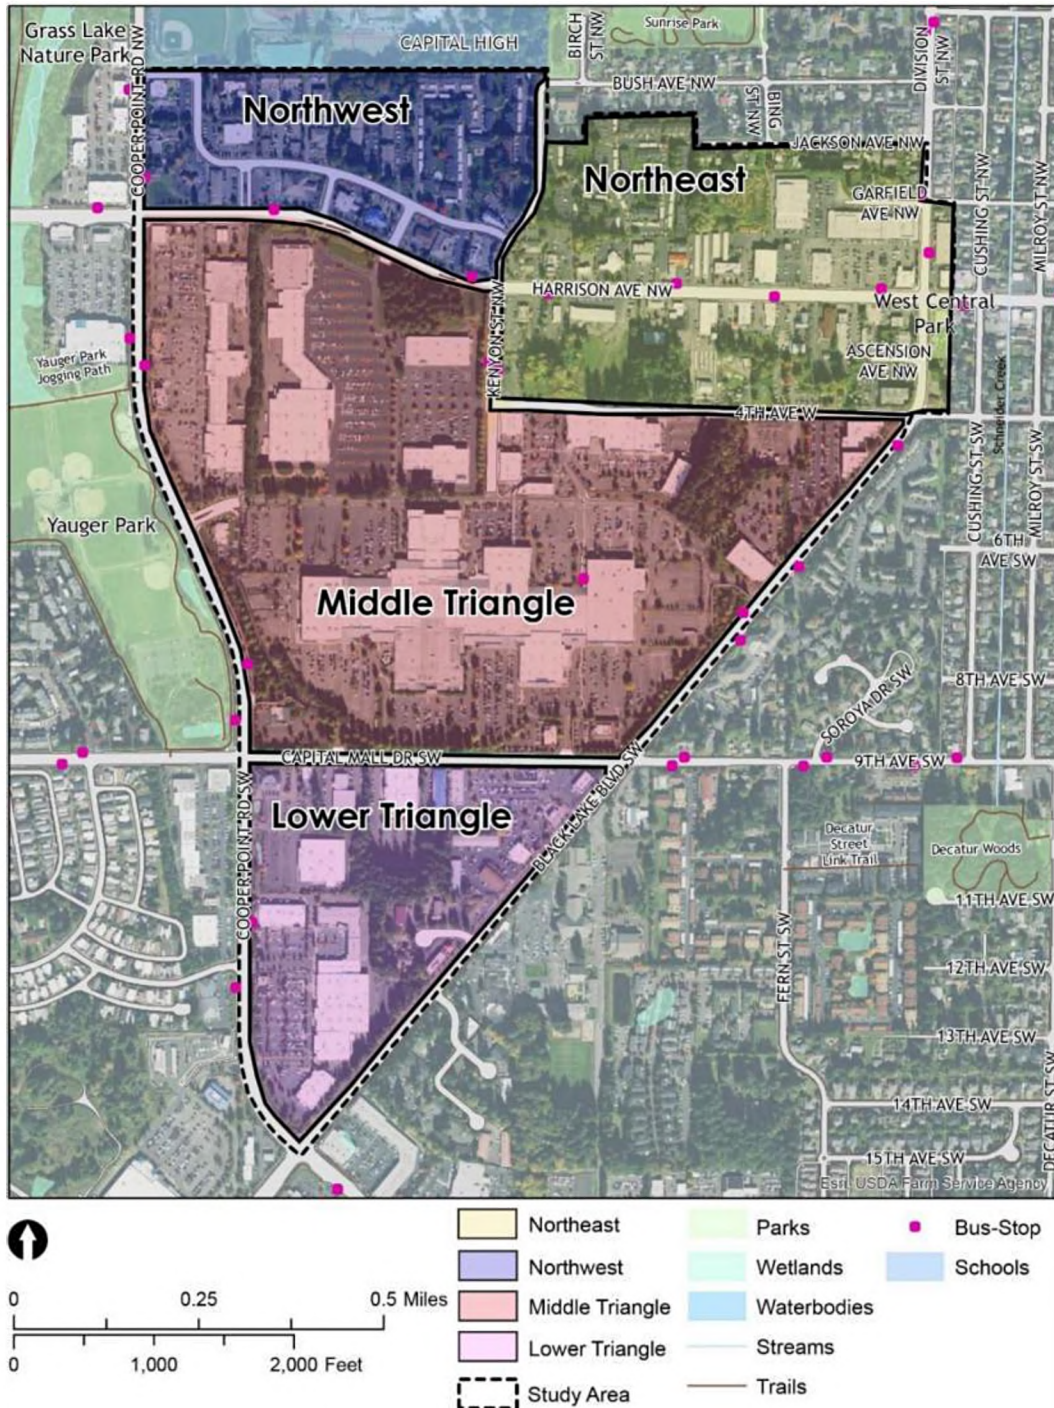 Grass Lake
Nature Park
COOPER POINT RD NW
CAPITAL HIGH
BIRCH
ST NW
Sunrise Park
DIVISION
ST NW
BUSH AVE NW
BING
ST NW
JACKSON AVE NW
Northwest
Northeast
GARFIELD
AVE NW
CUSHING ST NW
MILROY ST NW
HARRISON AVE NW
KENYON ST NW
West Central
Park
Yauger Park
Jogging Path
ASCENSION
AVE NW
Schneider Creek
4TH AVE W
CUSHING ST SW
MILROY ST SW
Yauger Park
6TH
AVE SW
Middle Triangle
8TH AVE SW
SOROYA DR SW
CAPITAL MALL DR SW
9TH AVE SW
Lower Triangle
BLACK LAKE BLVD SW
COOPER POINT RD SW
Decatur
Street
Link Trail
Decatur Woods
11TH AVE SW
FERN ST SW
12TH AVE SW
13TH AVE SW
14TH AVE SW
DECATUR ST SW
15TH AVE SW
Esri, USDA Farm Service Agency
Northeast
Northwest
Middle Triangle
Lower Triangle
Study Area
Parks
Wetlands
Waterbodies
Streams
Trails
Bus-Stop
Schools
0 0.25 0.5 Miles
0 1,000 2,000 Feet